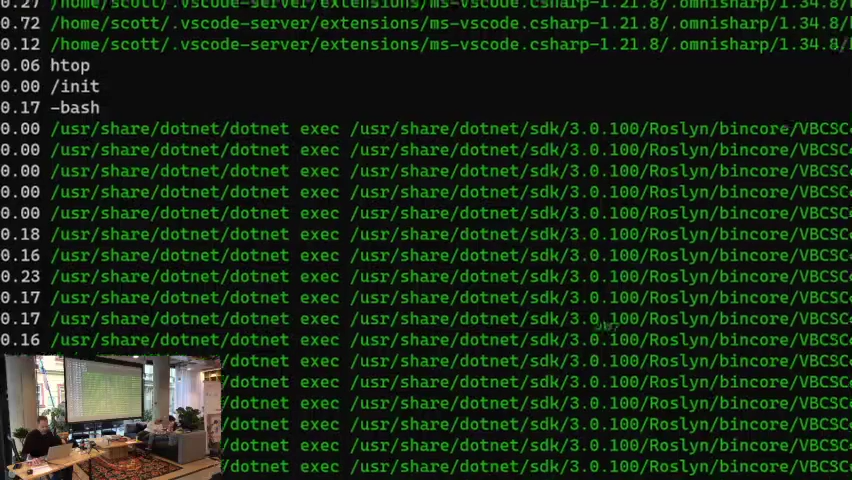 0.27 /home/scott/.vscode-server/extensions/ms-vscode.csharp-1.21.8/.omnisharp/1.34.8/
0.72 /home/scott/.vscode-server/extensions/ms-vscode.csharp-1.21.8/.omnisharp/1.34.8/
0.12 /home/scott/.vscode-server/extensions/ms-vscode.csharp-1.21.8/.omnisharp/1.34.8/
0.06 htop
0.00 /init
0.17 -bash
0.00 /usr/share/dotnet/dotnet exec /usr/share/dotnet/sdk/3.0.100/Roslyn/bincore/VBCSC
0.00 /usr/share/dotnet/dotnet exec /usr/share/dotnet/sdk/3.0.100/Roslyn/bincore/VBCSC
0.00 /usr/share/dotnet/dotnet exec /usr/share/dotnet/sdk/3.0.100/Roslyn/bincore/VBCSC
0.00 /usr/share/dotnet/dotnet exec /usr/share/dotnet/sdk/3.0.100/Roslyn/bincore/VBCSC
0.00 /usr/share/dotnet/dotnet exec /usr/share/dotnet/sdk/3.0.100/Roslyn/bincore/VBCSC
0.18 /usr/share/dotnet/dotnet exec /usr/share/dotnet/sdk/3.0.100/Roslyn/bincore/VBCSC
0.16 /usr/share/dotnet/dotnet exec /usr/share/dotnet/sdk/3.0.100/Roslyn/bincore/VBCSC
0.23 /usr/share/dotnet/dotnet exec /usr/share/dotnet/sdk/3.0.100/Roslyn/bincore/VBCSC
0.17 /usr/share/dotnet/dotnet exec /usr/share/dotnet/sdk/3.0.100/Roslyn/bincore/VBCSC
0.17 /usr/share/dotnet/dotnet exec /usr/share/dotnet/sdk/3.0.100/Roslyn/bincore/VBCSC
0.16 /usr/share/dotnet/dotnet exec /usr/share/dotnet/sdk/3.0.100/Roslyn/bincore/VBCSC
/dotnet exec /usr/share/dotnet/sdk/3.0.100/Roslyn/bincore/VBCSC
/dotnet exec /usr/share/dotnet/sdk/3.0.100/Roslyn/bincore/VBCSC
/dotnet exec /usr/share/dotnet/sdk/3.0.100/Roslyn/bincore/VBCSC
/dotnet exec /usr/share/dotnet/sdk/3.0.100/Roslyn/bincore/VBCSC
/dotnet exec /usr/share/dotnet/sdk/3.0.100/Roslyn/bincore/VBCSC
/dotnet exec /usr/share/dotnet/sdk/3.0.100/Roslyn/bincore/VBCSC